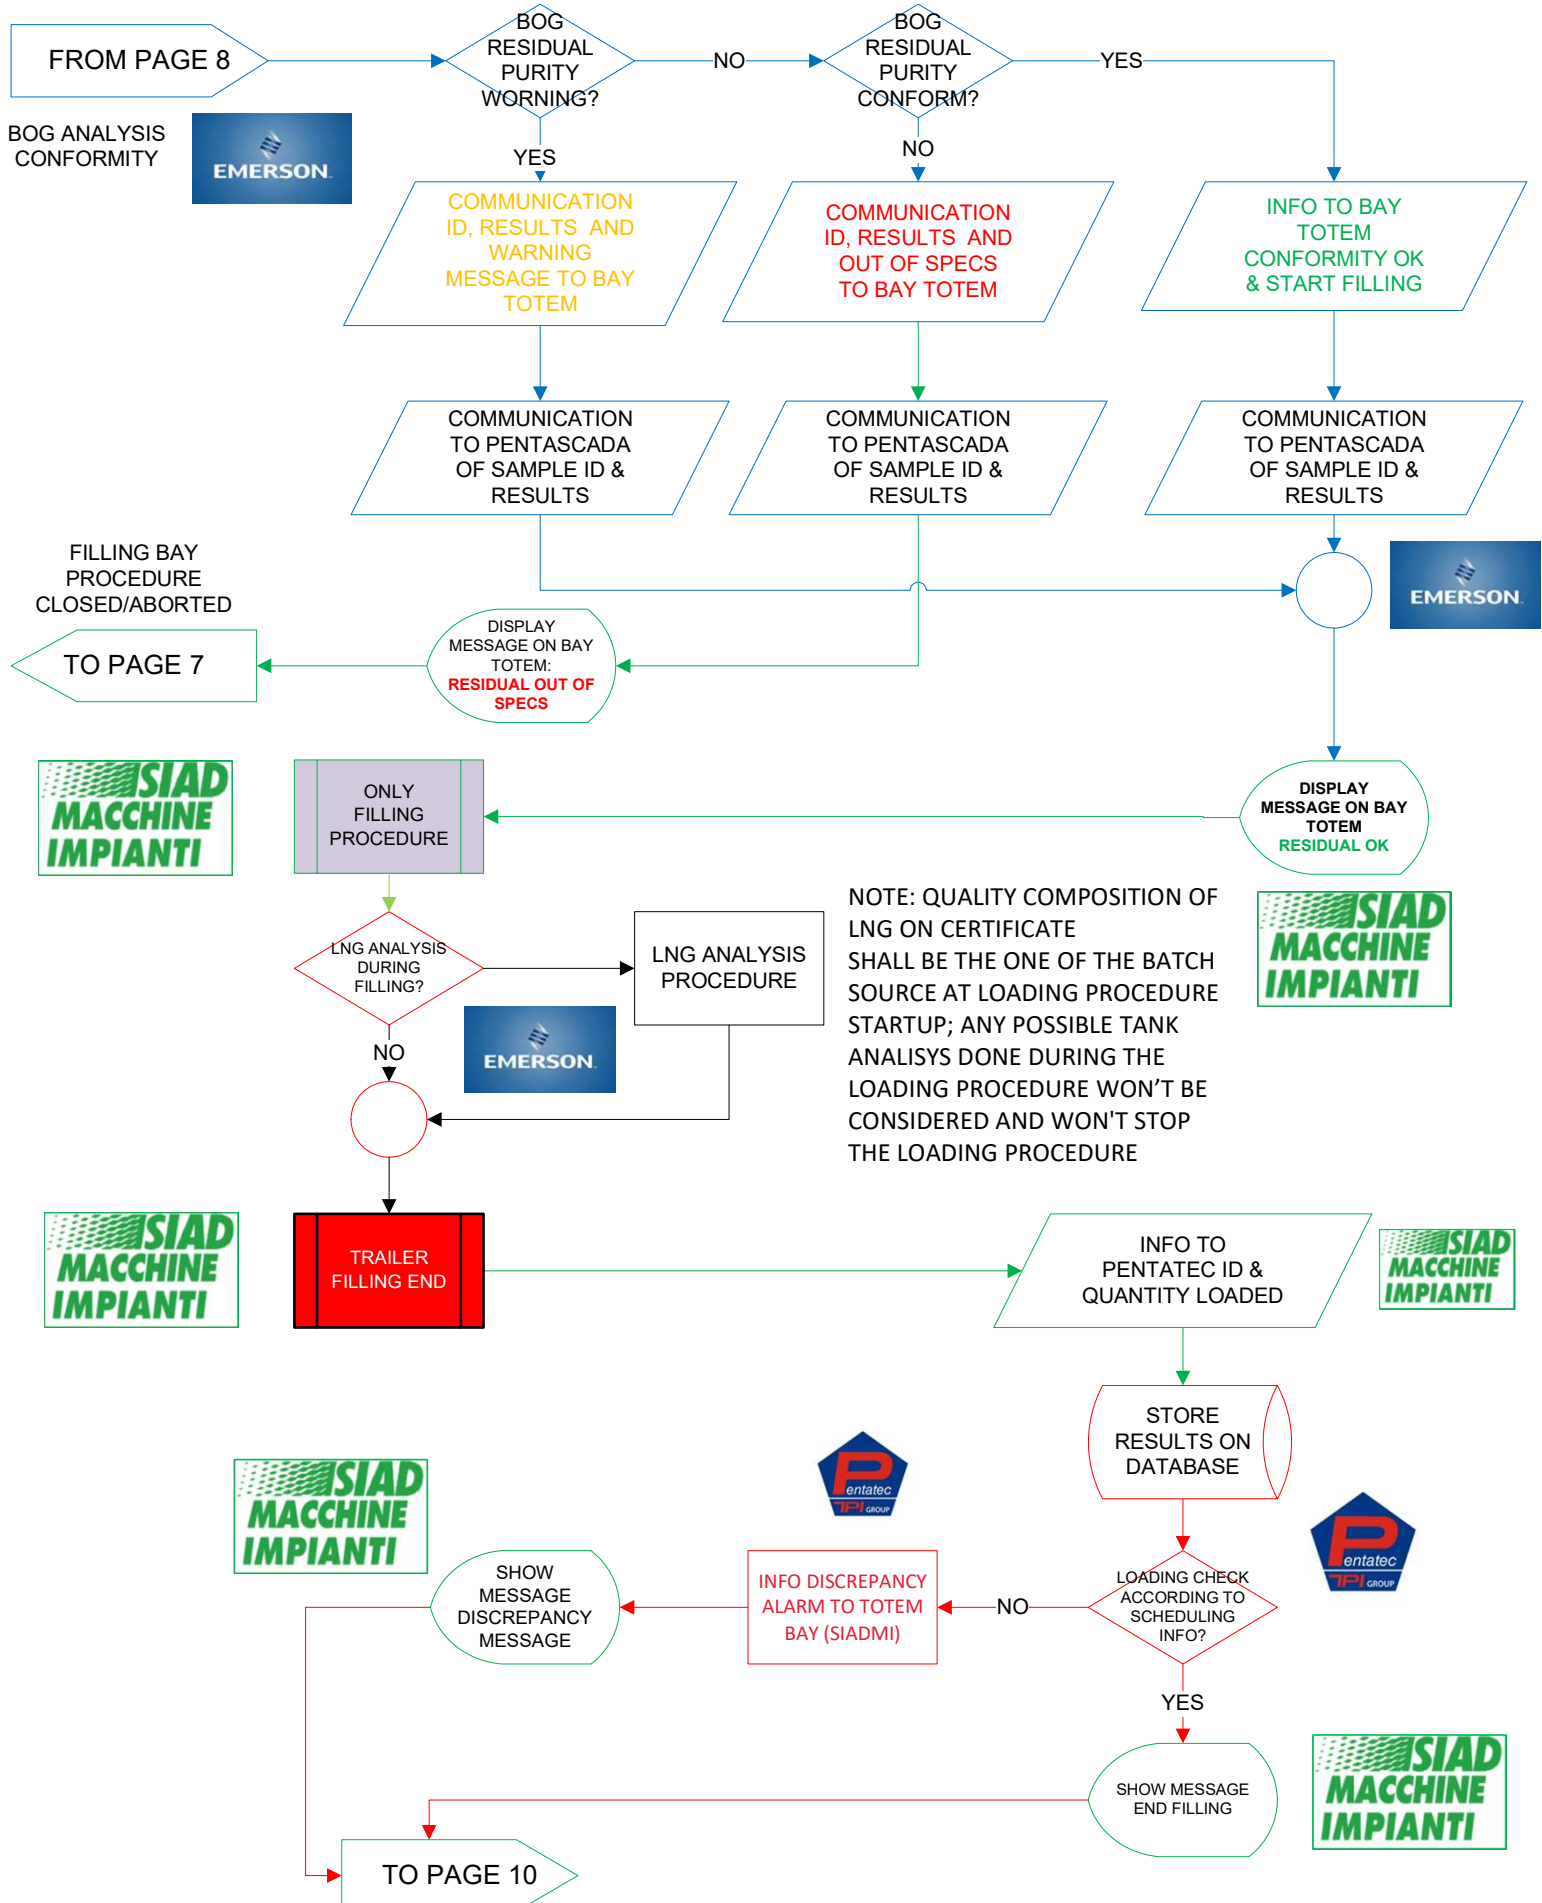 FROM PAGE 8
BOG
RESIDUAL
PURITY
WORNING?
NO
BOG
RESIDUAL
PURITY
CONFORM?
YES
BOG ANALYSIS
CONFORMITY
EMERSON.
YES
NO
COMMUNICATION
ID, RESULTS AND
WARNING
MESSAGE TO BAY
TOTEM
COMMUNICATION
ID, RESULTS AND
OUT OF SPECS
TO BAY TOTEM
INFO TO BAY
TOTEM
CONFORMITY OK
& START FILLING
COMMUNICATION
TO PENTASCADA
OF SAMPLE ID &
RESULTS
COMMUNICATION
TO PENTASCADA
OF SAMPLE ID &
RESULTS
COMMUNICATION
TO PENTASCADA
OF SAMPLE ID &
RESULTS
FILLING BAY
PROCEDURE
CLOSED/ABORTED
EMERSON.
TO PAGE 7
DISPLAY
MESSAGE ON BAY
TOTEM:
RESIDUAL OUT OF
SPECS
SIAD
MACCHINE
IMPIANTI
ONLY
FILLING
PROCEDURE
DISPLAY
MESSAGE ON BAY
TOTEM
RESIDUAL OK
LNG ANALYSIS
DURING
FILLING?
LNG ANALYSIS
PROCEDURE
NOTE: QUALITY COMPOSITION OF
LNG ON CERTIFICATE
SHALL BE THE ONE OF THE BATCH
SOURCE AT LOADING PROCEDURE
STARTUP; ANY POSSIBLE TANK
ANALISYS DONE DURING THE
LOADING PROCEDURE WON’T BE
CONSIDERED AND WON'T STOP
THE LOADING PROCEDURE
SIAD
MACCHINE
IMPIANTI
NO
EMERSON.
SIAD
MACCHINE
IMPIANTI
TRAILER
FILLING END
INFO TO
PENTATEC ID &
QUANTITY LOADED
SIAD
MACCHINE
IMPIANTI
STORE
RESULTS ON
DATABASE
SIAD
MACCHINE
IMPIANTI
Pentatec
TPI GROUP
Pentatec
TPI GROUP
SHOW
MESSAGE
DISCREPANCY
MESSAGE
INFO DISCREPANCY
ALARM TO TOTEM
BAY (SIADMI)
NO
LOADING CHECK
ACCORDING TO
SCHEDULING
INFO?
YES
SHOW MESSAGE
END FILLING
SIAD
MACCHINE
IMPIANTI
TO PAGE 10